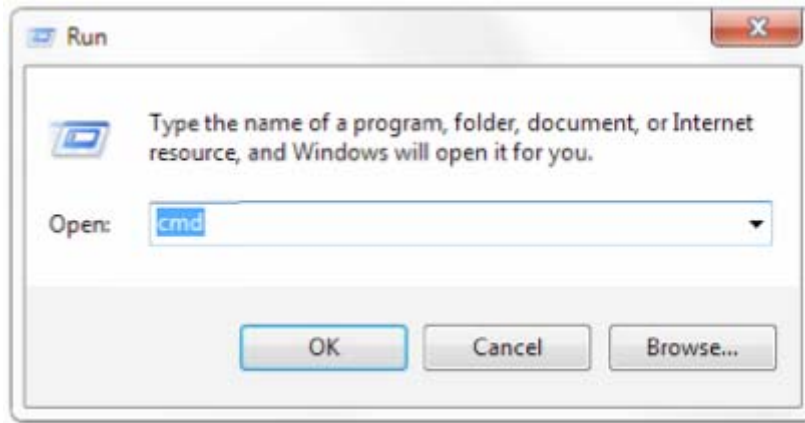 Run
Type the name of a program, folder, document, or Internet
resource, and Windows will open it for you.
Open:
cmd
OK
Cancel
Browse...